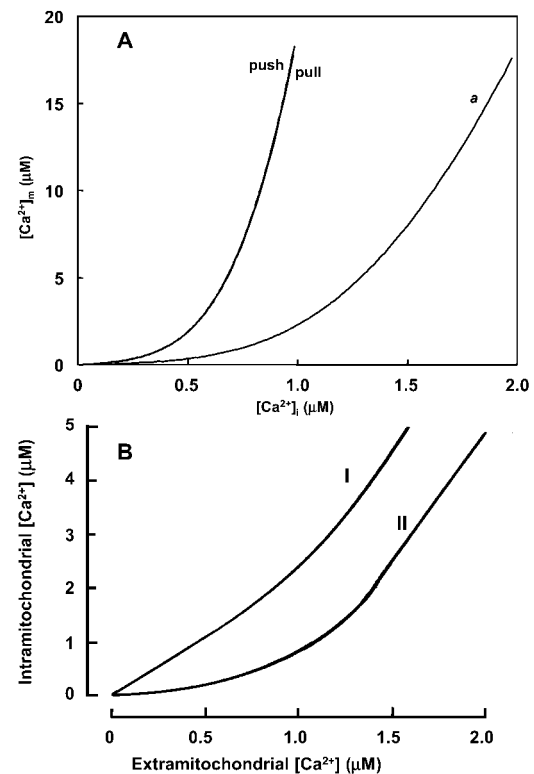 A
20
15
10
5
0
[Ca²⁺]ₘ (μM)
push
pull
a
0 0.5 1.0 1.5 2.0
[Ca²⁺]ᵢ (μM)
B
5
4
3
2
1
0
Intramitochondrial [Ca²⁺] (μM)
I
II
0 0.5 1.0 1.5 2.0
Extramitochondrial [Ca²⁺] (μM)